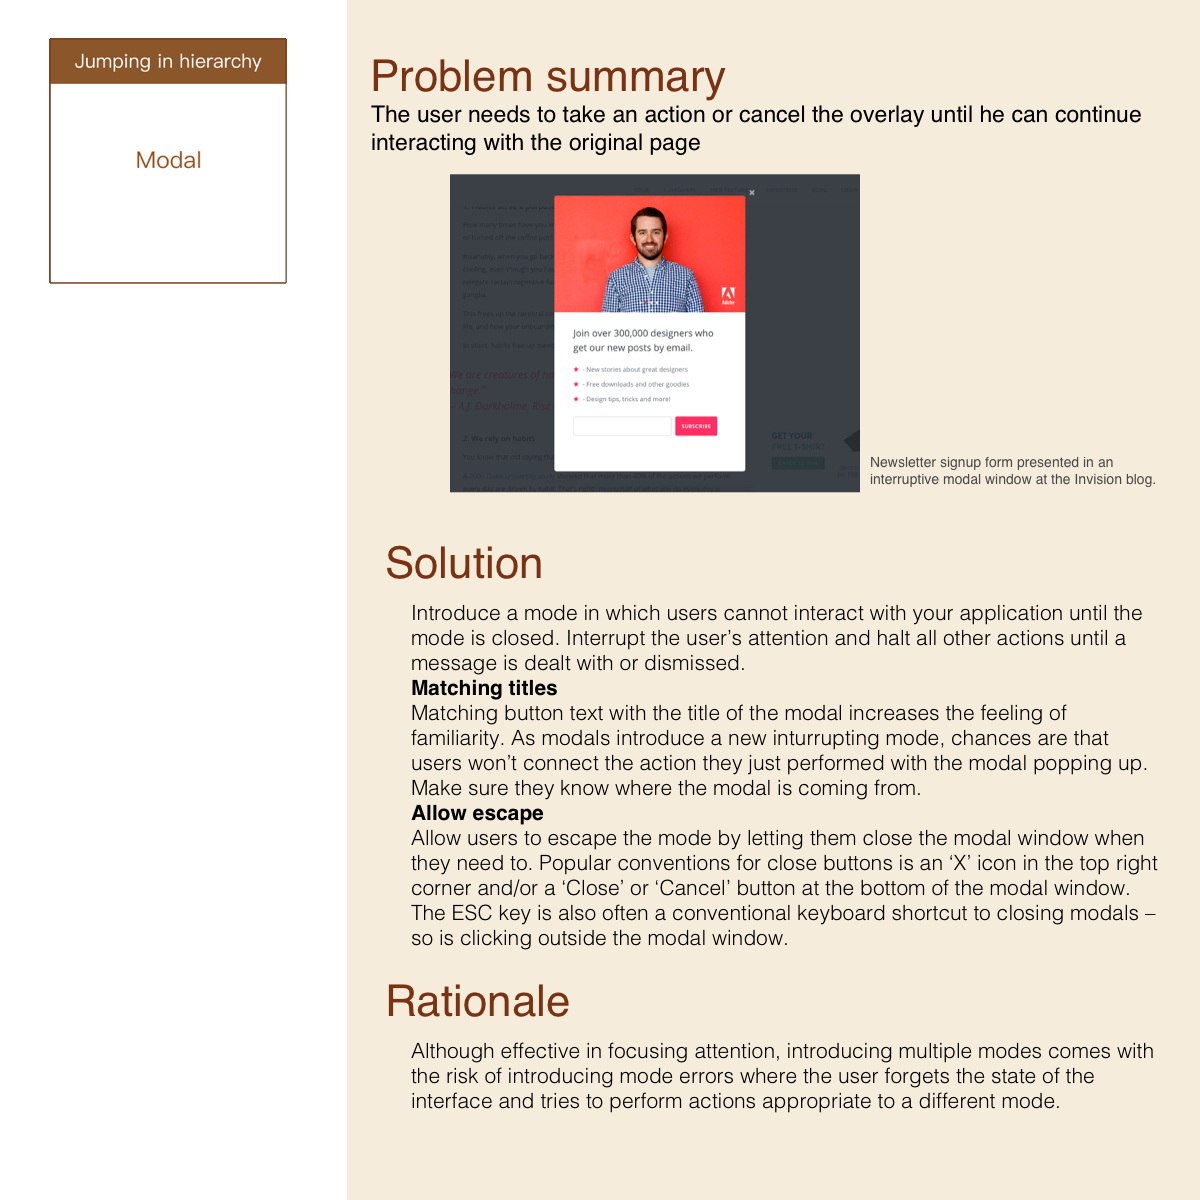 Jumping in hierarchy
Modal
Problem summary
The user needs to take an action or cancel the overlay until he can continue
interacting with the original page
Adobe
Join over 300,000 designers who
get our new posts by email.
★ - New stories about great designers
★ - Free downloads and other goodies
★ - Design tips, tricks and more!
SUBSCRIBE
2. We rely on habits
GET YOUR
FREE T-SHIRT
Newsletter signup form presented in an
interruptive modal window at the Invision blog.
Solution
Introduce a mode in which users cannot interact with your application until the
mode is closed. Interrupt the user’s attention and halt all other actions until a
message is dealt with or dismissed.
Matching titles
Matching button text with the title of the modal increases the feeling of
familiarity. As modals introduce a new inturrupting mode, chances are that
users won’t connect the action they just performed with the modal popping up.
Make sure they know where the modal is coming from.
Allow escape
Allow users to escape the mode by letting them close the modal window when
they need to. Popular conventions for close buttons is an ‘X’ icon in the top right
corner and/or a ‘Close’ or ‘Cancel’ button at the bottom of the modal window.
The ESC key is also often a conventional keyboard shortcut to closing modals –
so is clicking outside the modal window.
Rationale
Although effective in focusing attention, introducing multiple modes comes with
the risk of introducing mode errors where the user forgets the state of the
interface and tries to perform actions appropriate to a different mode.